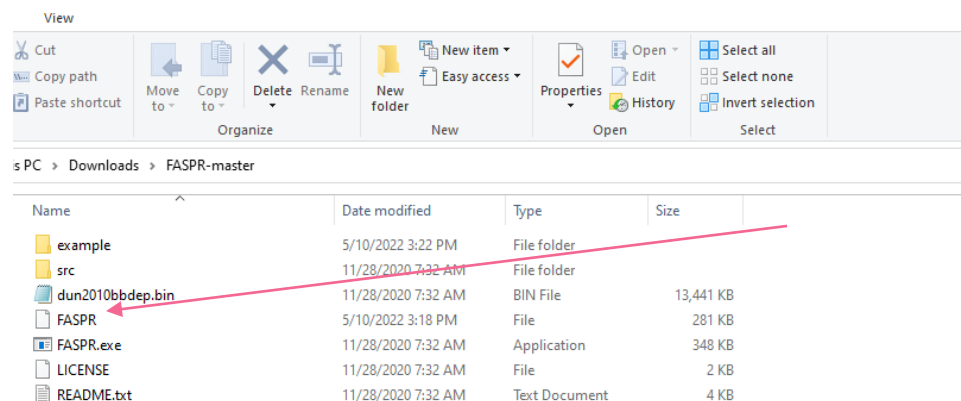 View
Cut
Copy path
Paste shortcut
Move to
Copy to
Delete
Rename
New folder
New item
Easy access
Properties
Open
Edit
History
Select all
Select none
Invert selection
Organize
New
Open
Select
is PC > Downloads > FASPR-master
Name Date modified Type Size
example 5/10/2022 3:22 PM File folder
src 11/28/2020 7:32 AM File folder
dun2010bbdep.bin 11/28/2020 7:32 AM BIN File 13,441 KB
FASPR 5/10/2022 3:18 PM File 281 KB
FASPR.exe 11/28/2020 7:32 AM Application 348 KB
LICENSE 11/28/2020 7:32 AM File 2 KB
README.txt 11/28/2020 7:32 AM Text Document 4 KB